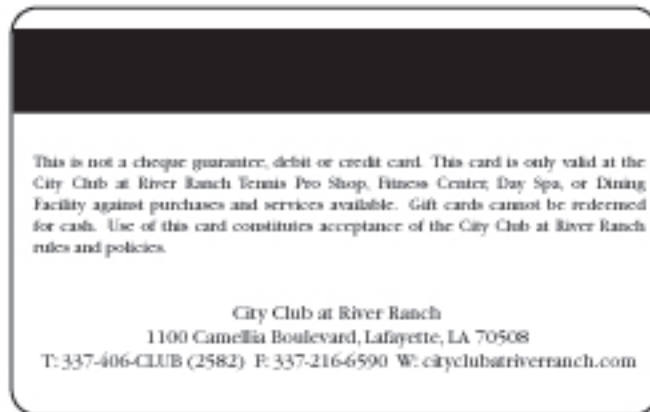 This is not a cheque guarantee, debit or credit card. This card is only valid at the
City Club at River Ranch Tennis Pro Shop, Fitness Center, Day Spa, or Dining
Facility against purchases and services available. Gift cards cannot be redeemed
for cash. Use of this card constitutes acceptance of the City Club at River Ranch
rules and policies.
City Club at River Ranch
1100 Camellia Boulevard, Lafayette, LA 70508
T: 337-406-CLUB (2582) F: 337-216-6590 W: cityclubatriverranch.com